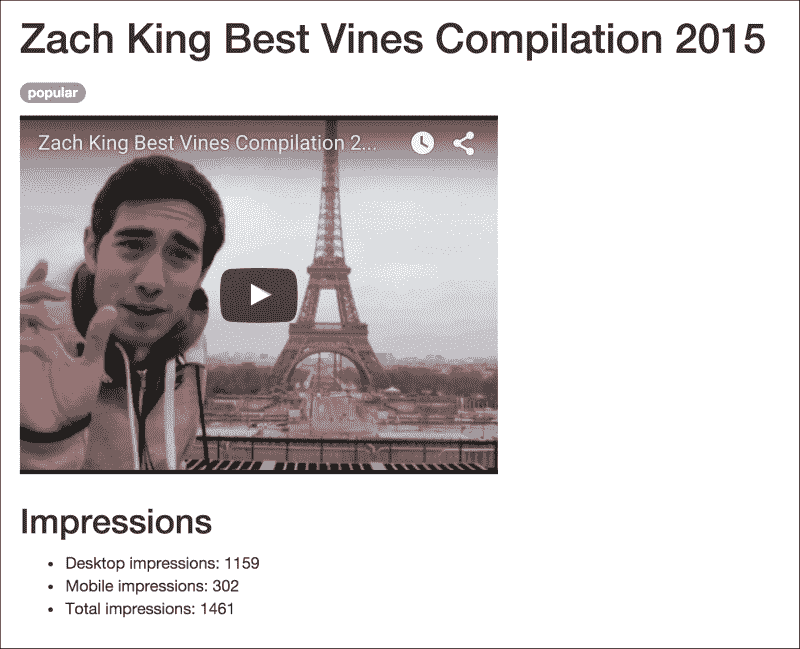 Zach King Best Vines Compilation 2015
popular
Zach King Best Vines Compilation 2...
Impressions
Desktop impressions: 1159
Mobile impressions: 302
Total impressions: 1461